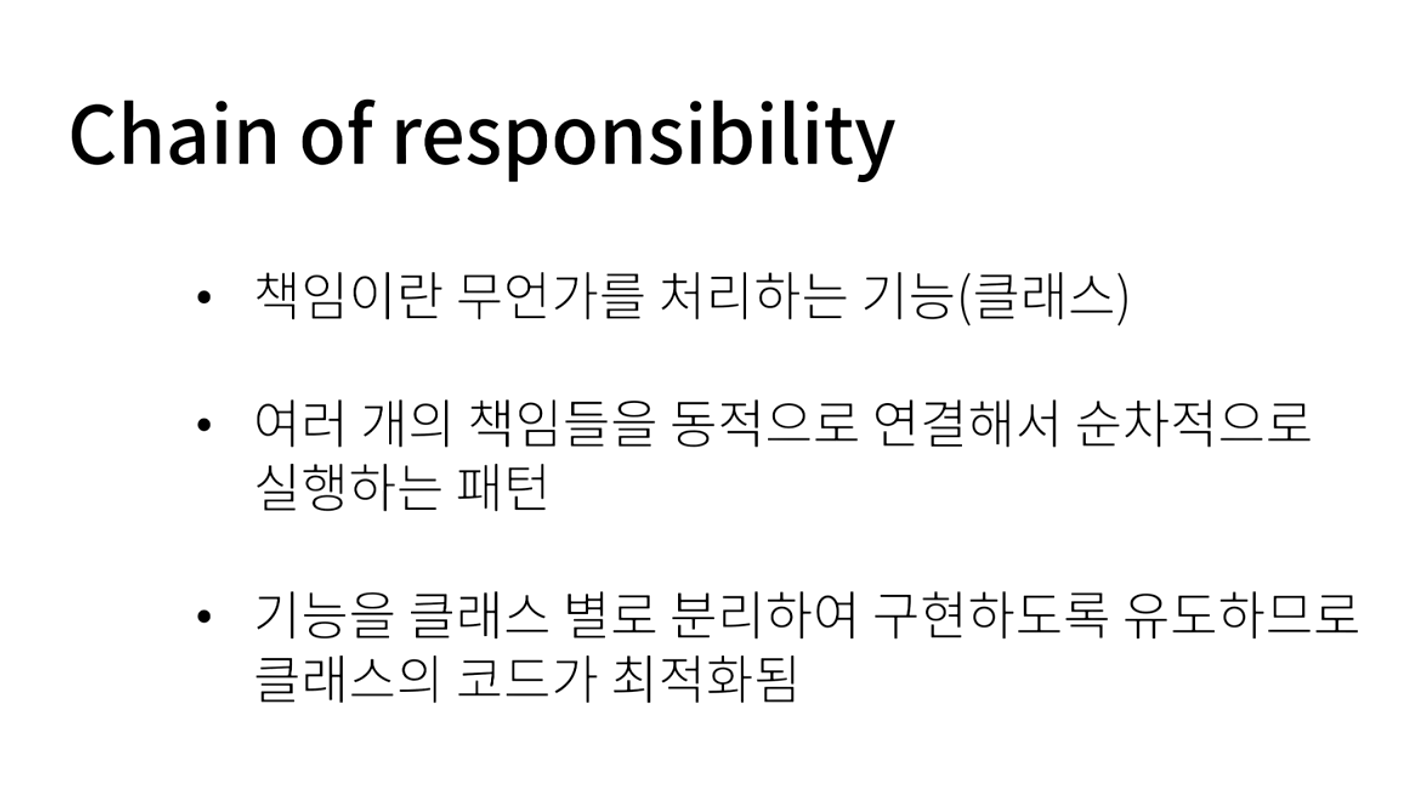 Chain of responsibility
• 책임이란 무언가를 처리하는 기능(클래스)
• 여러 개의 책임들을 동적으로 연결해서 순차적으로
실행하는 패턴
• 기능을 클래스 별로 분리하여 구현하도록 유도하므로
클래스의 코드가 최적화됨